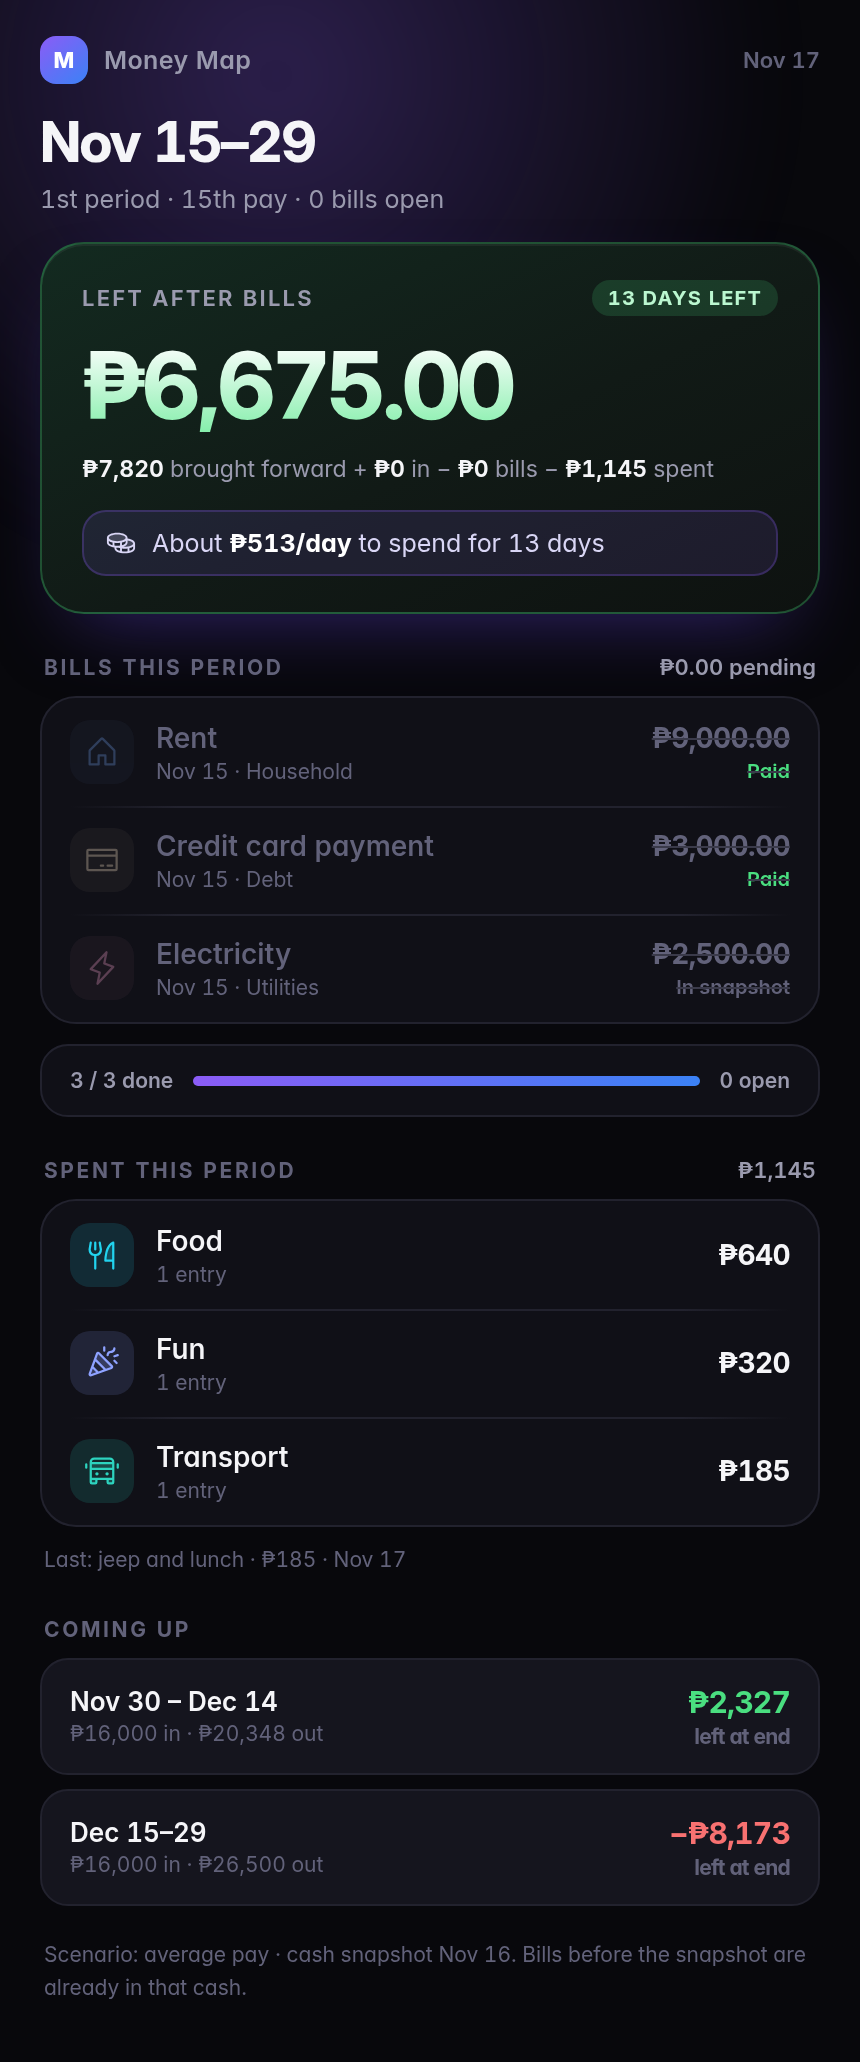 M
Money Map
Nov 17
Nov 15–29
1st period · 15th pay · 0 bills open
LEFT AFTER BILLS
13 DAYS LEFT
₱6,675.00
₱7,820 brought forward + ₱0 in − ₱0 bills − ₱1,145 spent
About ₱513/day to spend for 13 days
BILLS THIS PERIOD
₱0.00 pending
Rent
₱9,000.00
Nov 15 · Household
Paid
Credit card payment
₱3,000.00
Nov 15 · Debt
Paid
Electricity
₱2,500.00
Nov 15 · Utilities
In snapshot
3 / 3 done
0 open
SPENT THIS PERIOD
₱1,145
Food
1 entry
₱640
Fun
1 entry
₱320
Transport
1 entry
₱185
Last: jeep and lunch · ₱185 · Nov 17
COMING UP
Nov 30 – Dec 14
₱2,327
₱16,000 in · ₱20,348 out
left at end
Dec 15–29
−₱8,173
₱16,000 in · ₱26,500 out
left at end
Scenario: average pay · cash snapshot Nov 16. Bills before the snapshot are
already in that cash.